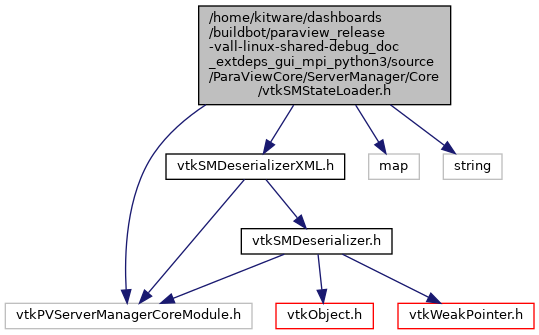 /home/kitware/dashboards
/buildbot/paraview_release
-vall-linux-shared-debug_doc
_extdeps_gui_mpi_python3/source
/ParaViewCore/ServerManager/Core
/vtkSMStateLoader.h
vtkSMDeserializerXML.h
map
string
vtkSMDeserializer.h
vtkPVServerManagerCoreModule.h
vtkObject.h
vtkWeakPointer.h